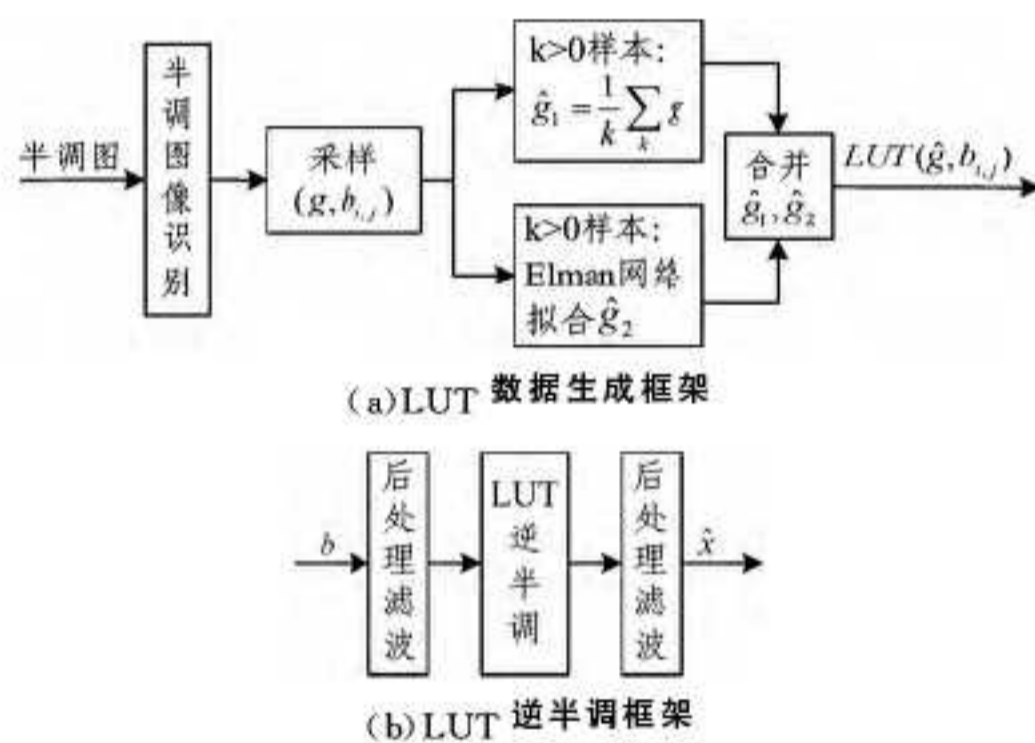 半调图
半调图像识别
采样
(g,b_{i,j})
k>0样本:
ĝ₁ = 1/k ∑_k g
k>0样本:
Elman网络
拟合ĝ₂
合并
ĝ₁,ĝ₂
LUT(ĝ,b_{i,j})
(a)LUT 数据生成框架
b
后处理滤波
LUT
逆半调
后处理滤波
x̂
(b)LUT 逆半调框架